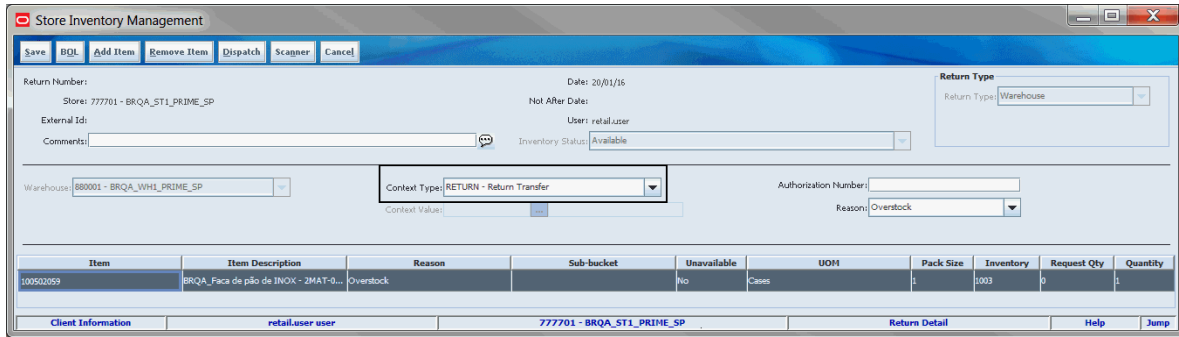 Store Inventory Management
Save BOL Add Item Remove Item Dispatch Scanner Cancel
Return Number: Date: 20/01/16 Return Type
Store: 777701 - BRQA_ST1_PRIME_SP Not After Date: Return Type: Warehouse
External Id: User: retail.user
Comments: Inventory Status: Available
Warehouse: 880001 - BRQA_WH1_PRIME_SP Context Type: RETURN - Return Transfer Authorization Number:
Context Value: ... Reason: Overstock
Item Item Description Reason Sub-bucket Unavailable UOM Pack Size Inventory Request Qty Quantity
100502059 BRQA_Faca de pão de INOX - 2MAT-0... Overstock No Cases 1 1003 0 1
Client Information retail.user user 777701 - BRQA_ST1_PRIME_SP Return Detail Help Jump